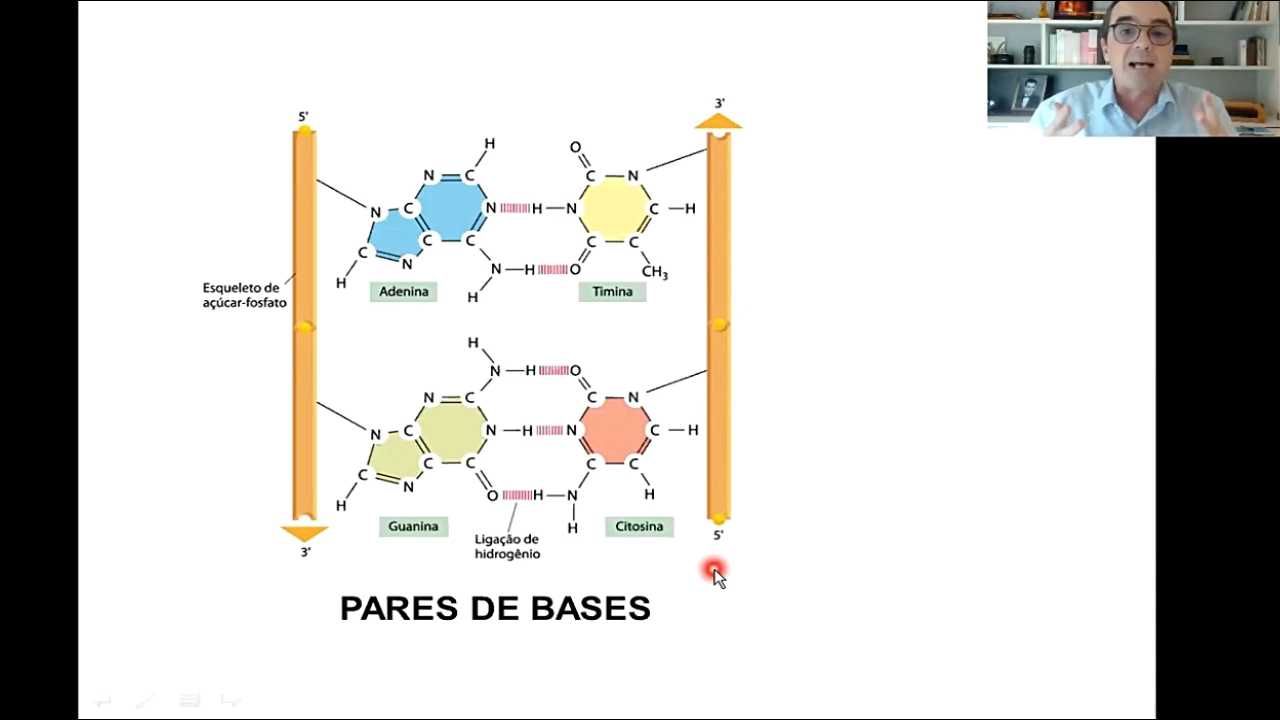 5'
3'
H
O
N
C
C
N
N
C
N
H
N
C
H
C
C
C
C
C
N
N
H
O
CH₃
H
H
Adenina
Timina
Esqueleto de
açúcar-fosfato
H
N
H
O
N
C
C
N
N
C
N
H
N
C
H
C
C
C
C
C
N
O
H
N
H
H
H
Guanina
Citosina
Ligação de
hidrogênio
3'
5'
PARES DE BASES